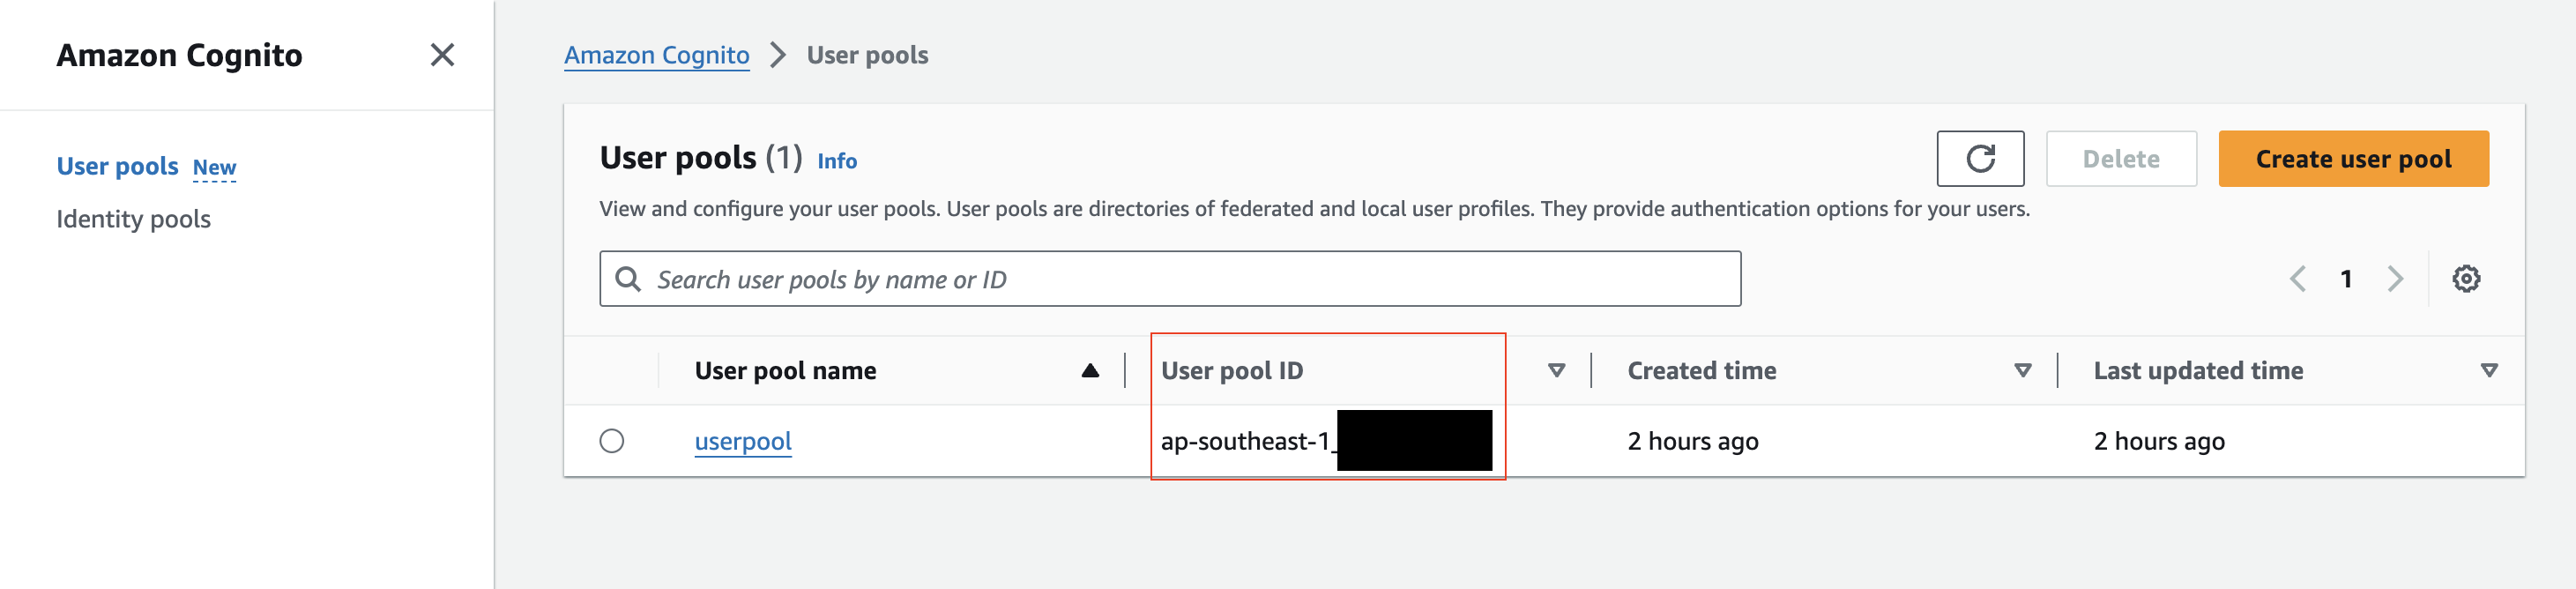 Amazon Cognito
User pools New
Identity pools
Amazon Cognito > User pools
User pools (1) Info
Delete
Create user pool
View and configure your user pools. User pools are directories of federated and local user profiles. They provide authentication options for your users.
Search user pools by name or ID
1
User pool name
User pool ID
Created time
Last updated time
userpool
ap-southeast-1_
2 hours ago
2 hours ago